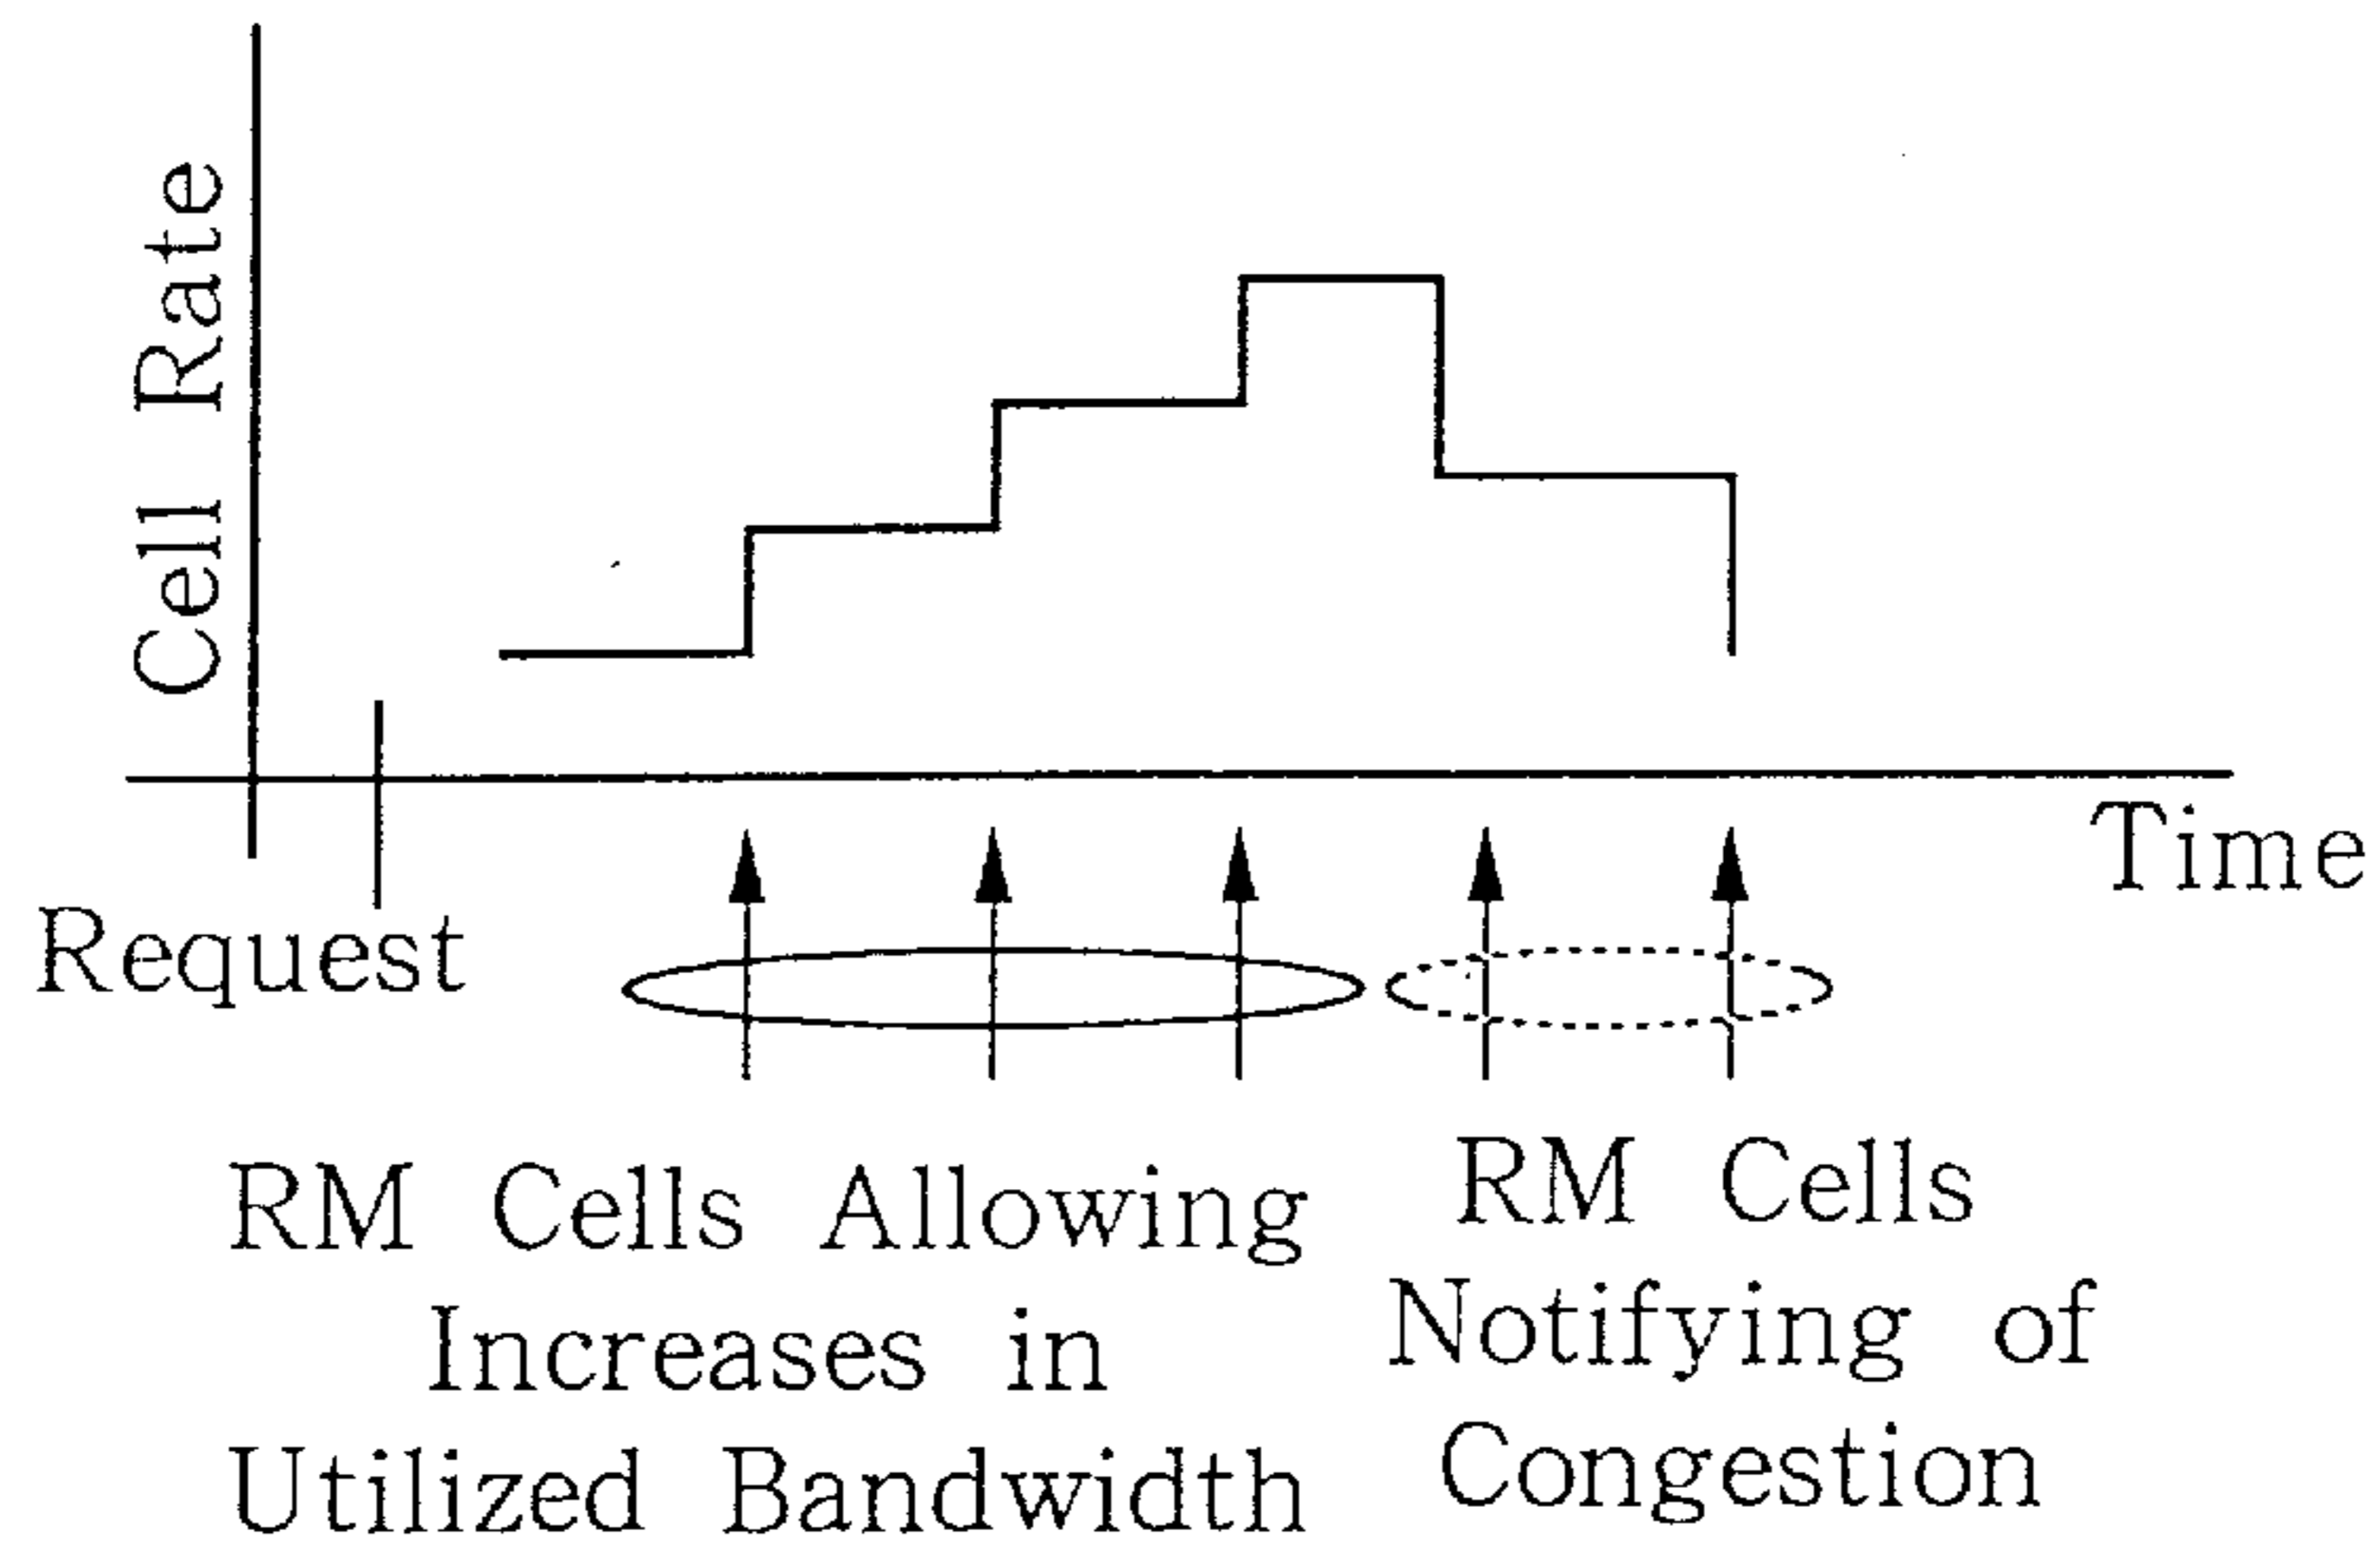 Cell Rate
Time
Request
RM Cells Allowing
Increases in
Utilized Bandwidth
RM Cells
Notifying of
Congestion